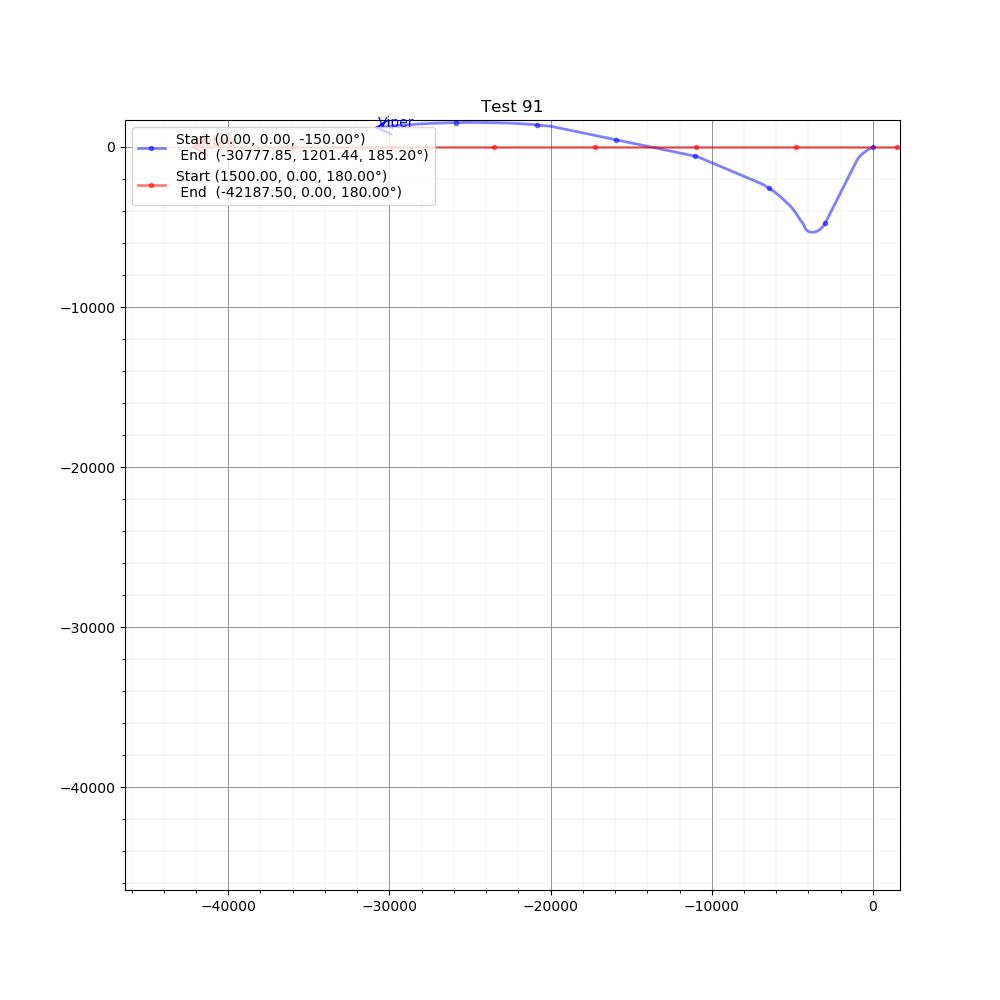 Test 91
Viper
Start (0.00, 0.00, -150.00°)
End  (-30777.85, 1201.44, 185.20°)
Start (1500.00, 0.00, 180.00°)
End  (-42187.50, 0.00, 180.00°)
0
−10000
−20000
−30000
−40000
−40000
−30000
−20000
−10000
0